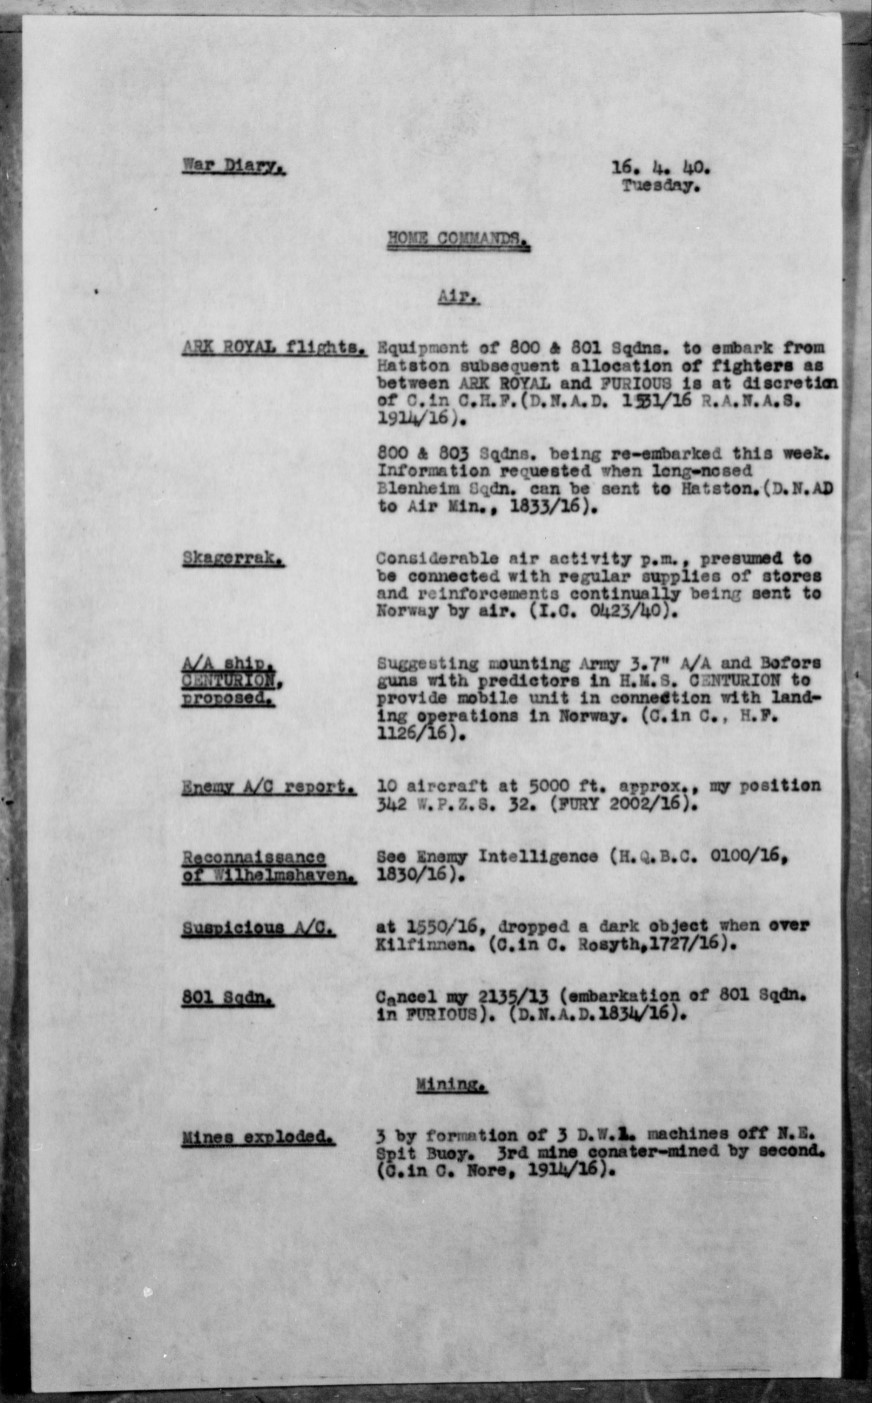 War Diary. 16. 4. 40.
Tuesday.
HOME COMMANDS.
Air.
ARK ROYAL flights. Equipment of 800 & 801 Sqdns. to embark from
Hatston subsequent allocation of fighters as
between ARK ROYAL and FURIOUS is at discretion
of C.in C.H.F.(D.N.A.D. 1531/16 R.A.N.A.S.
1914/16).
800 & 803 Sqdns. being re-embarked this week.
Information requested when long-nosed
Blenheim Sqdn. can be sent to Hatston.(D.N.AD
to Air Min., 1833/16).
Skagerrak. Considerable air activity p.m., presumed to
be connected with regular supplies of stores
and reinforcements continually being sent to
Norway by air. (I.C. 0423/40).
A/A ship, Suggesting mounting Army 3.7" A/A and Bofors
CENTURION, guns with predictors in H.M.S. CENTURION to
proposed. provide mobile unit in connection with land-
ing operations in Norway. (C.in C., H.F.
1126/16).
Enemy A/C report. 10 aircraft at 5000 ft. approx., my position
342 W.P.Z.S. 32. (FURY 2002/16).
Reconnaissance See Enemy Intelligence (H.Q.B.C. 0100/16,
of Wilhelmshaven. 1830/16).
Suspicious A/C. at 1550/16, dropped a dark object when over
Kilfinnen. (C.in C. Rosyth,1727/16).
801 Sqdn. Cancel my 2135/13 (embarkation of 801 Sqdn.
in FURIOUS). (D.N.A.D.1834/16).
Mining.
Mines exploded. 3 by formation of 3 D.W.1. machines off N.E.
Spit Buoy. 3rd mine conater-mined by second.
(C.in C. Nore, 1914/16).